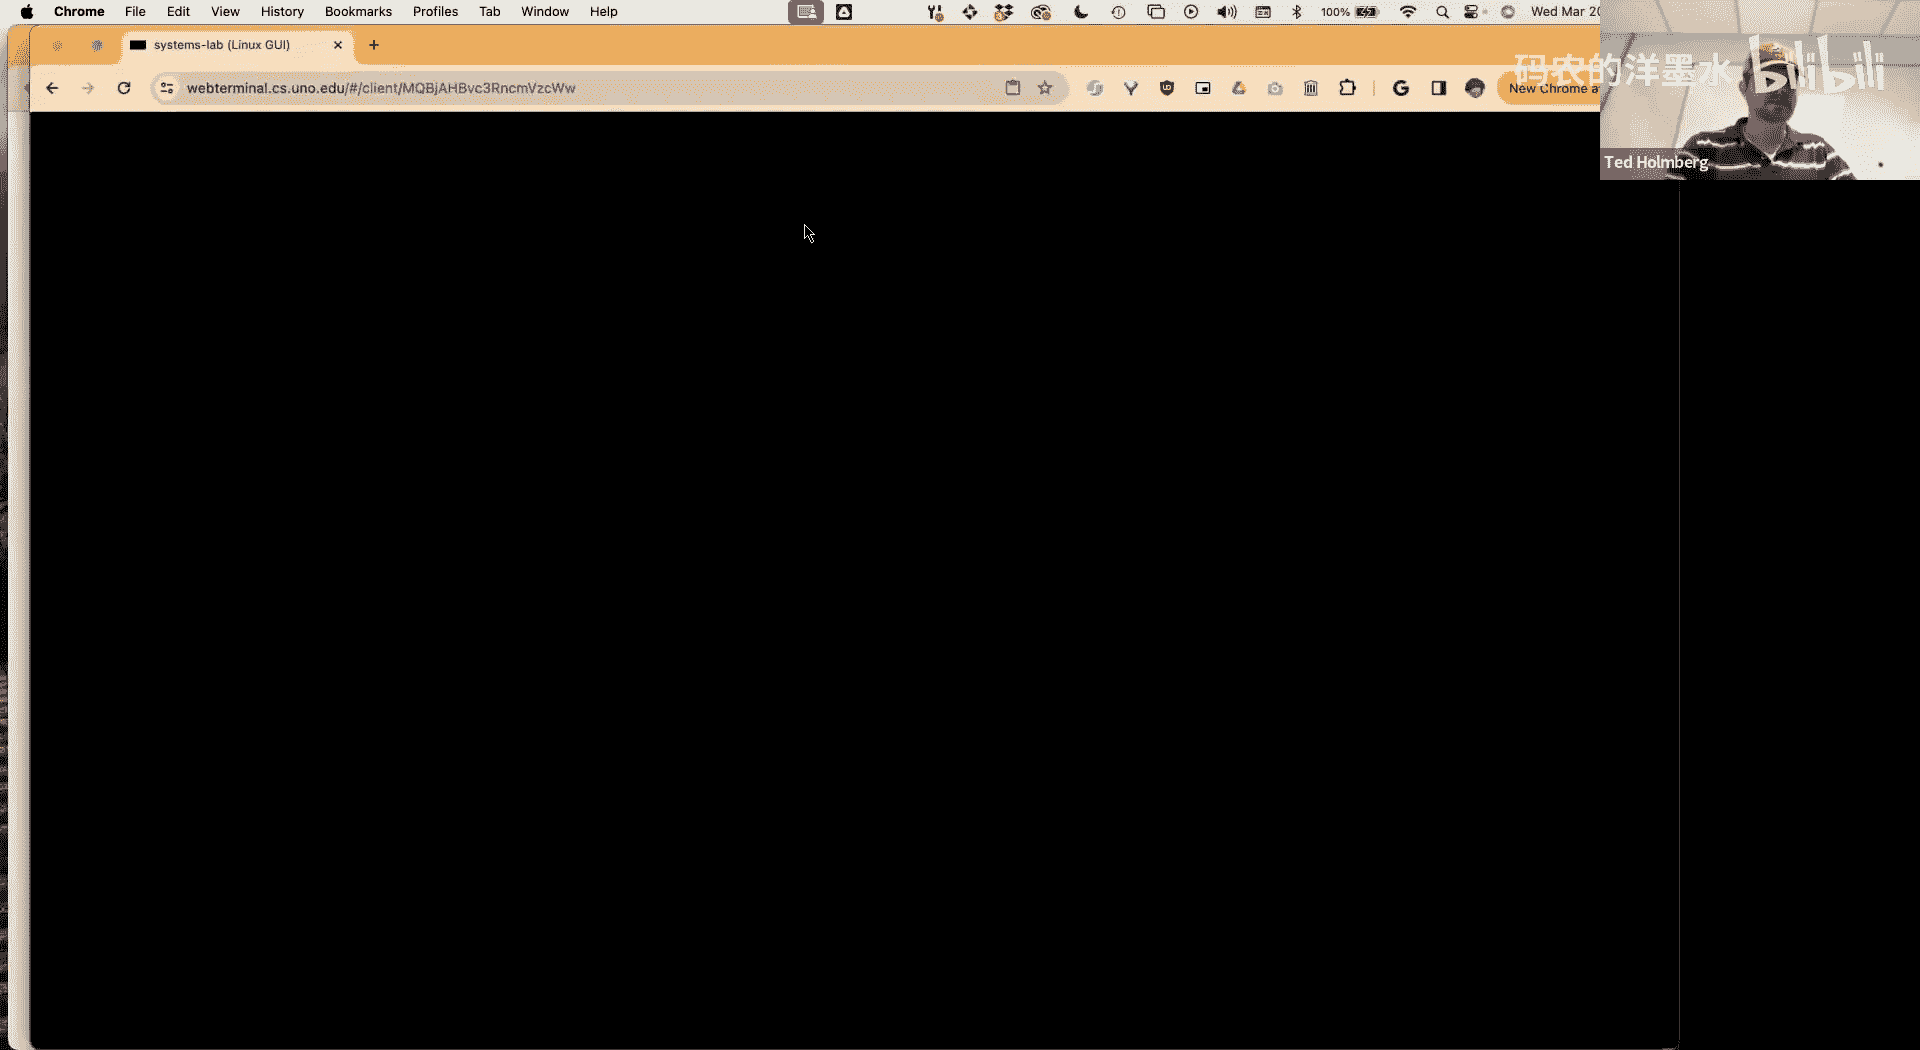 Chrome File Edit View History Bookmarks Profiles Tab Window Help 100% Wed Mar 20
systems-lab (Linux GUI)
webterminal.cs.uno.edu/#/client/MQBjAHBvc3RncmVzcWw
New Chrome a
码农的洋墨水 bilibili
Ted Holmberg